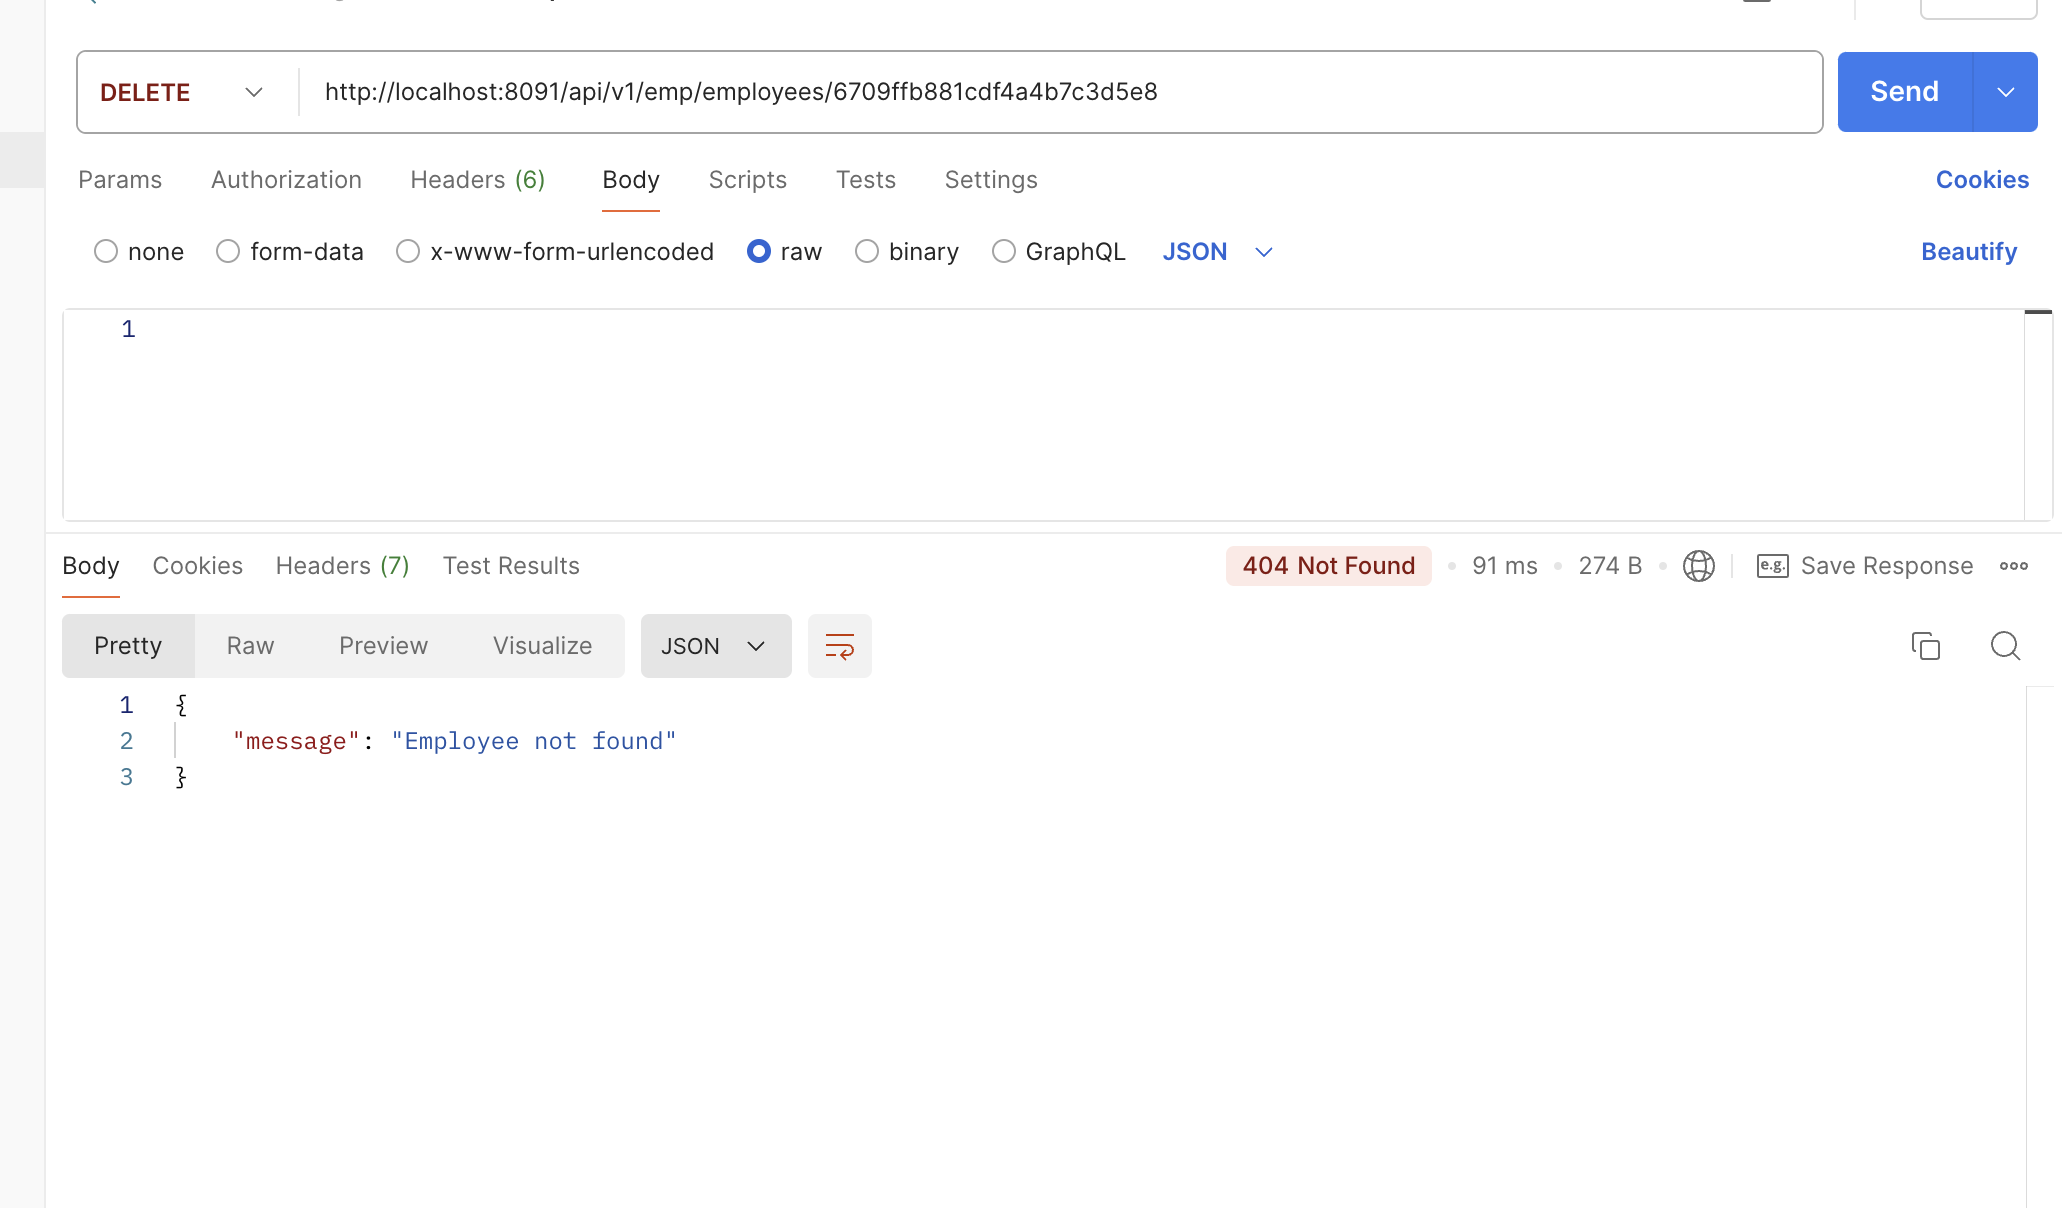 DELETE http://localhost:8091/api/v1/emp/employees/6709ffb881cdf4a4b7c3d5e8 Send
Params Authorization Headers (6) Body Scripts Tests Settings Cookies
none form-data x-www-form-urlencoded raw binary GraphQL JSON Beautify
1
Body Cookies Headers (7) Test Results 404 Not Found • 91 ms • 274 B • e.g. Save Response
Pretty Raw Preview Visualize JSON
1 {
2 "message": "Employee not found"
3 }